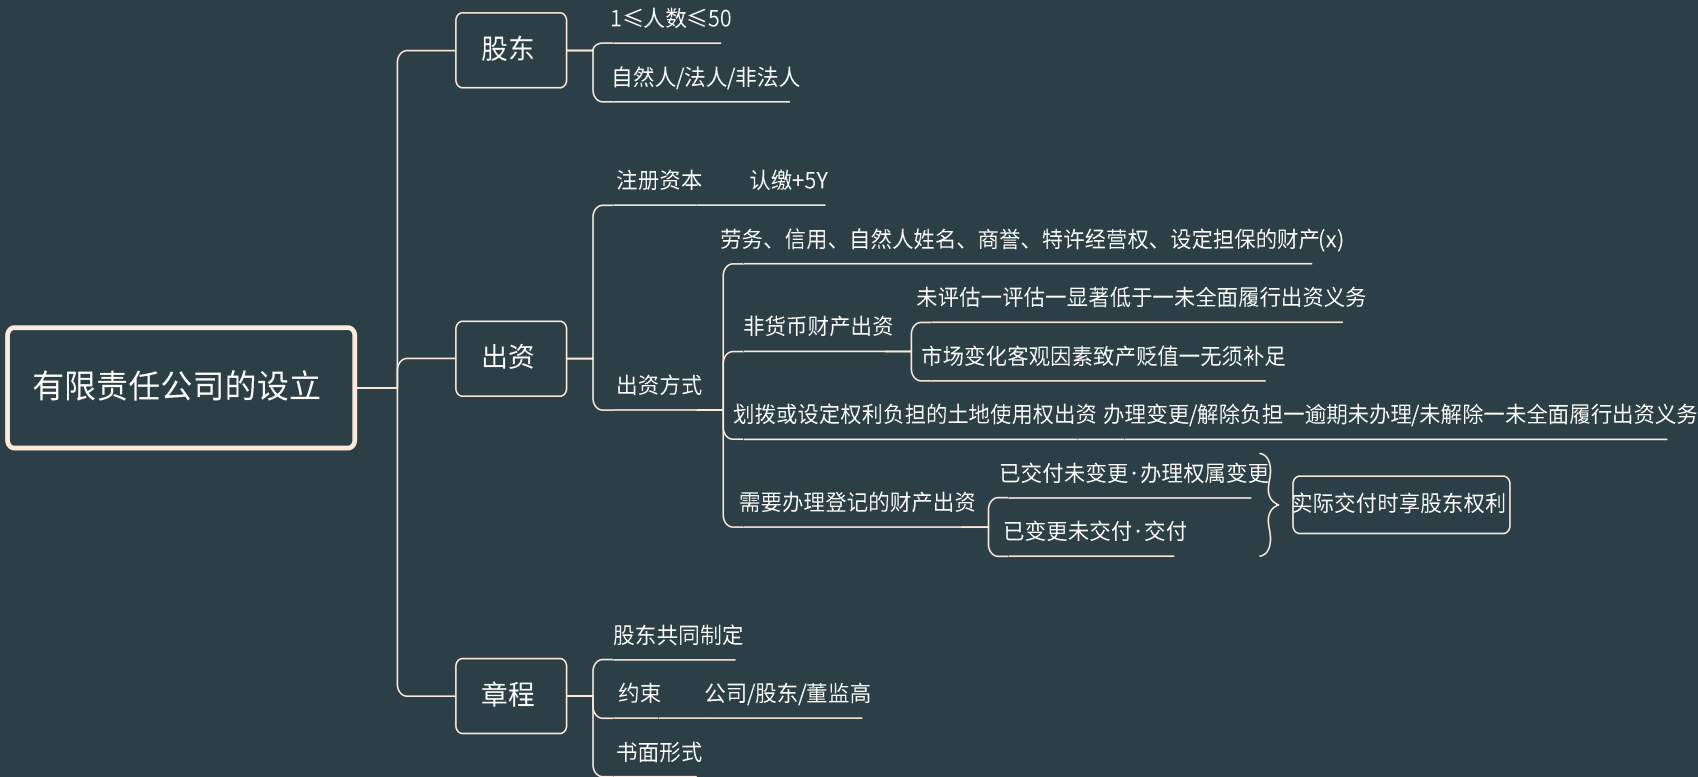 有限责任公司的设立
股东
1≤人数≤50
自然人/法人/非法人
出资
注册资本
认缴+5Y
出资方式
劳务、信用、自然人姓名、商誉、特许经营权、设定担保的财产(x)
非货币财产出资
未评估一评估一显著低于一未全面履行出资义务
市场变化客观因素致产贬值一无须补足
划拨或设定权利负担的土地使用权出资
办理变更/解除负担一逾期未办理/未解除一未全面履行出资义务
需要办理登记的财产出资
已交付未变更·办理权属变更
已变更未交付·交付
实际交付时享股东权利
章程
股东共同制定
约束
公司/股东/董监高
书面形式